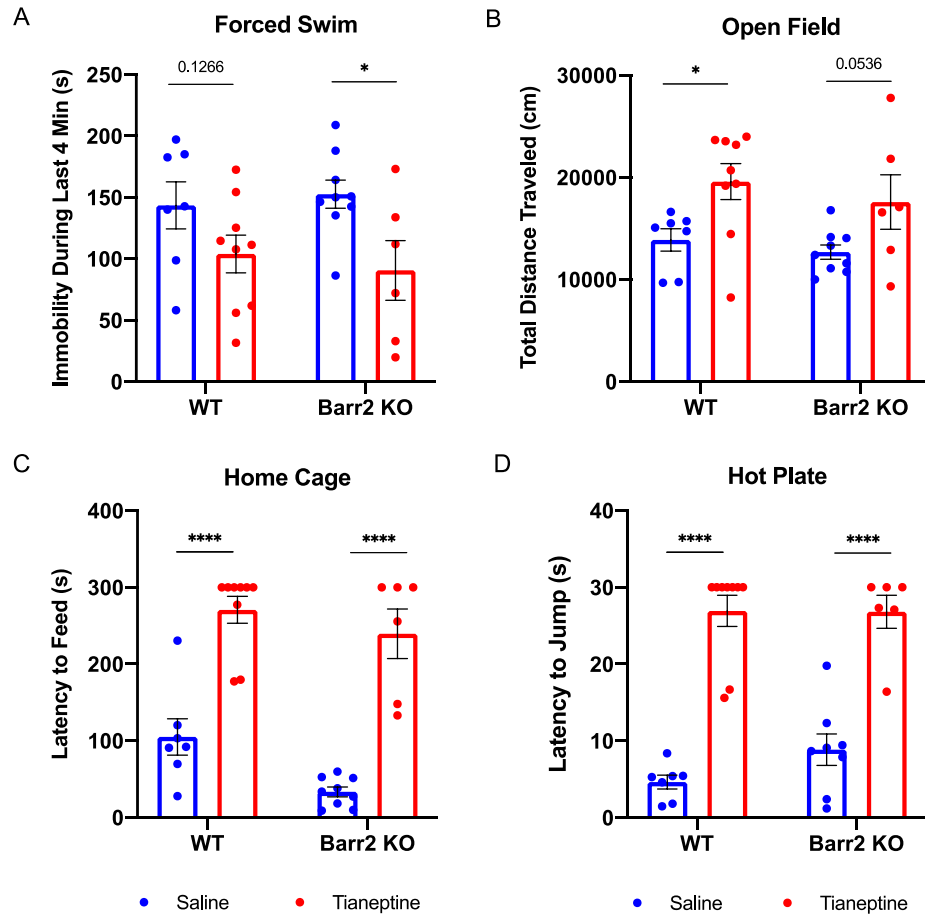 A
Forced Swim
Immobility During Last 4 Min (s)
250
200
150
100
50
0
0.1266
*
WT
Barr2 KO
B
Open Field
Total Distance Traveled (cm)
30000
20000
10000
0
*
0.0536
WT
Barr2 KO
C
Home Cage
Latency to Feed (s)
400
300
200
100
0
****
****
WT
Barr2 KO
Saline
Tianeptine
D
Hot Plate
Latency to Jump (s)
40
30
20
10
0
****
****
WT
Barr2 KO
Saline
Tianeptine